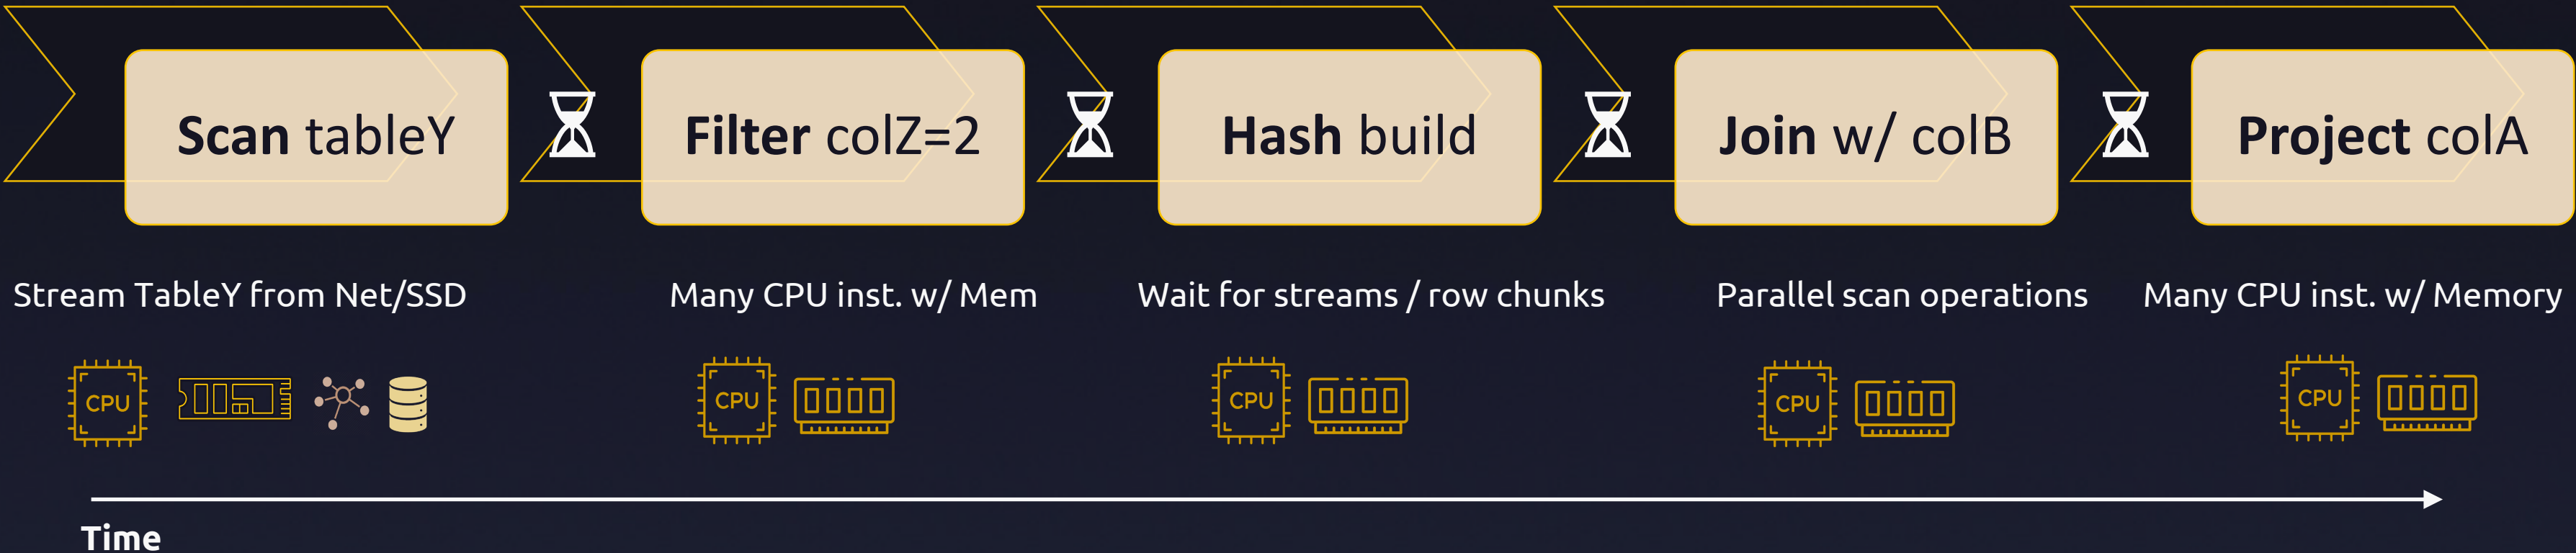 Scan tableY
Filter colZ=2
Hash build
Join w/ colB
Project colA
Stream TableY from Net/SSD
Many CPU inst. w/ Mem
Wait for streams / row chunks
Parallel scan operations
Many CPU inst. w/ Memory
CPU
CPU
CPU
CPU
CPU
Time